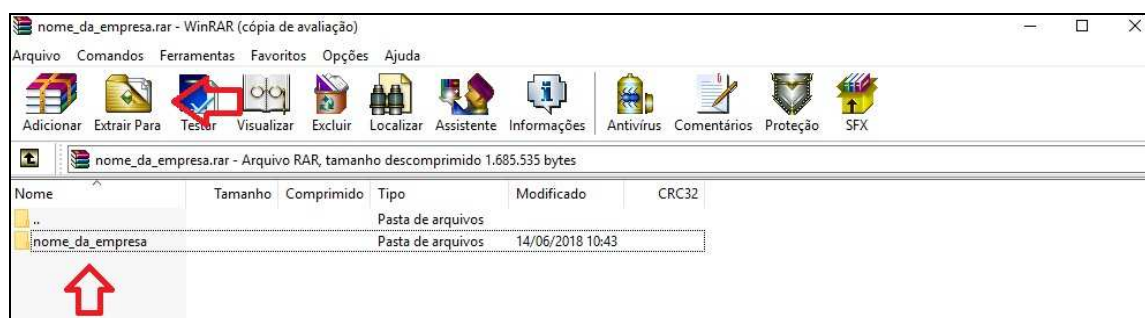 nome_da_empresa.rar - WinRAR (cópia de avaliação)
Arquivo Comandos Ferramentas Favoritos Opções Ajuda
Adicionar Extrair Para Testar Visualizar Excluir Localizar Assistente Informações Antivírus Comentários Proteção SFX
nome_da_empresa.rar - Arquivo RAR, tamanho descomprimido 1.685.535 bytes
Nome Tamanho Comprimido Tipo Modificado CRC32
.. Pasta de arquivos
nome_da_empresa Pasta de arquivos 14/06/2018 10:43